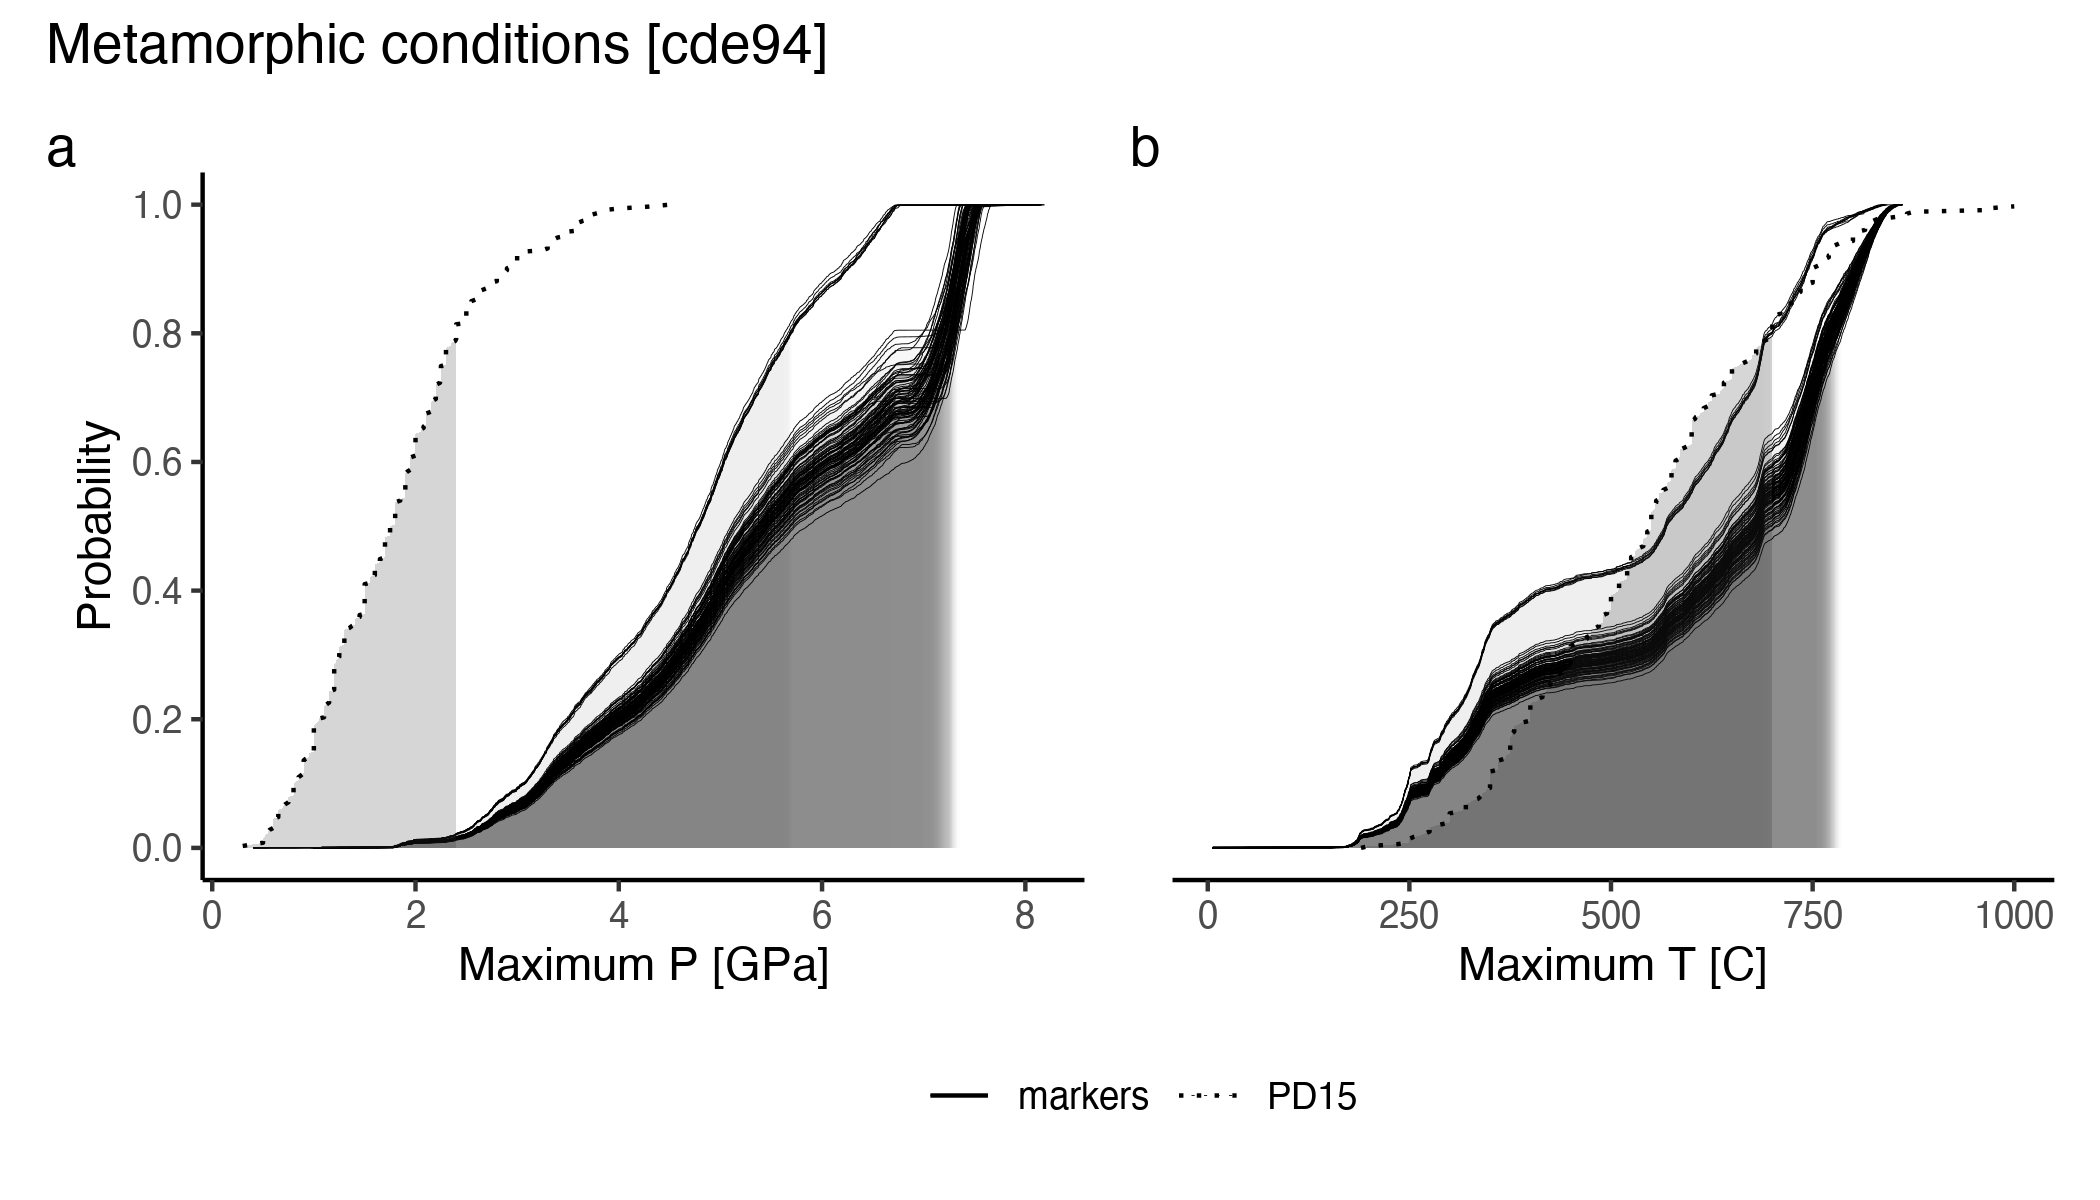 Metamorphic conditions [cde94]
a
b
Probability
1.0
0.8
0.6
0.4
0.2
0.0
0 2 4 6 8
Maximum P [GPa]
0 250 500 750 1000
Maximum T [C]
markers PD15